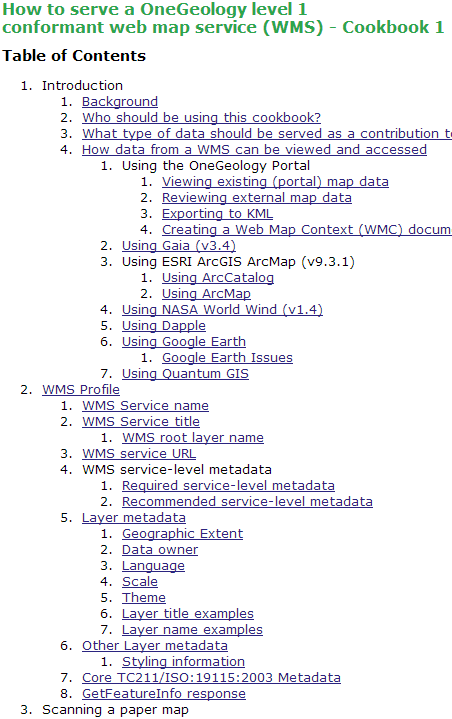 How to serve a OneGeology level 1
conformant web map service (WMS) - Cookbook 1
Table of Contents
1. Introduction
1. Background
2. Who should be using this cookbook?
3. What type of data should be served as a contribution t
4. How data from a WMS can be viewed and accessed
1. Using the OneGeology Portal
1. Viewing existing (portal) map data
2. Reviewing external map data
3. Exporting to KML
4. Creating a Web Map Context (WMC) docum
2. Using Gaia (v3.4)
3. Using ESRI ArcGIS ArcMap (v9.3.1)
1. Using ArcCatalog
2. Using ArcMap
4. Using NASA World Wind (v1.4)
5. Using Dapple
6. Using Google Earth
1. Google Earth Issues
7. Using Quantum GIS
2. WMS Profile
1. WMS Service name
2. WMS Service title
1. WMS root layer name
3. WMS service URL
4. WMS service-level metadata
1. Required service-level metadata
2. Recommended service-level metadata
5. Layer metadata
1. Geographic Extent
2. Data owner
3. Language
4. Scale
5. Theme
6. Layer title examples
7. Layer name examples
6. Other Layer metadata
1. Styling information
7. Core TC211/ISO:19115:2003 Metadata
8. GetFeatureInfo response
3. Scanning a paper map